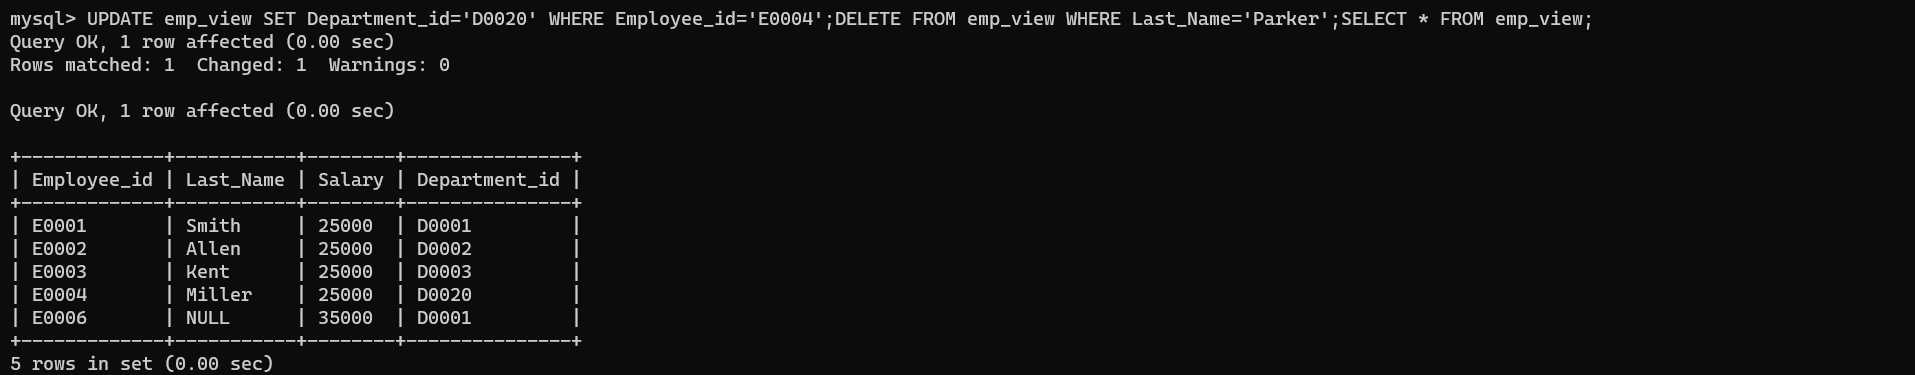 mysql> UPDATE emp_view SET Department_id='D0020' WHERE Employee_id='E0004';DELETE FROM emp_view WHERE Last_Name='Parker';SELECT * FROM emp_view;
Query OK, 1 row affected (0.00 sec)
Rows matched: 1  Changed: 1  Warnings: 0

Query OK, 1 row affected (0.00 sec)

+-------------+-----------+--------+---------------+
| Employee_id | Last_Name | Salary | Department_id |
+-------------+-----------+--------+---------------+
| E0001       | Smith     | 25000  | D0001         |
| E0002       | Allen     | 25000  | D0002         |
| E0003       | Kent      | 25000  | D0003         |
| E0004       | Miller    | 25000  | D0020         |
| E0006       | NULL      | 35000  | D0001         |
+-------------+-----------+--------+---------------+
5 rows in set (0.00 sec)